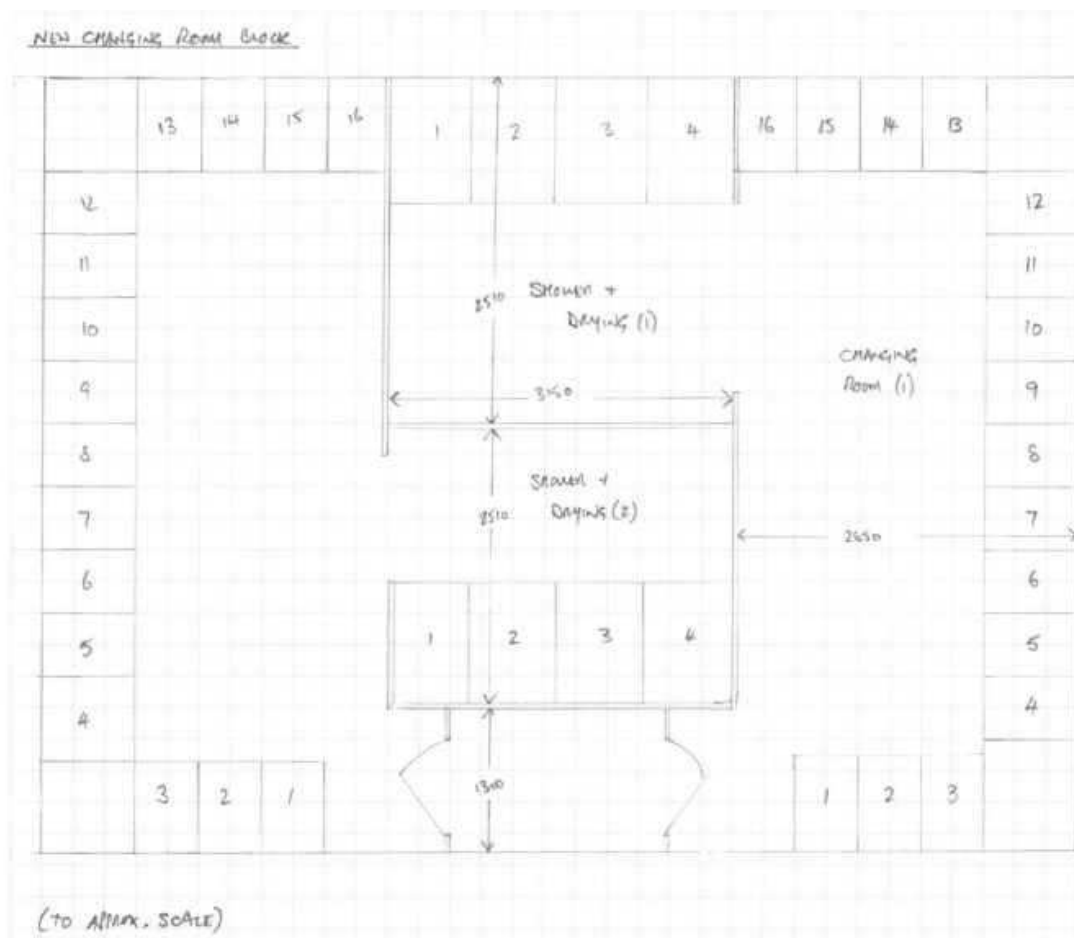 NEW CHANGING ROOM BLOCK
13 14 15 16 1 2 3 4 16 15 14 13
12 12
11 11
SHOWER +
2510
DRYING (1)
10 10
CHANGING
ROOM (1)
9 3150 9
8 8
SHOWER +
2510 DRYING (2)
7 7
2650
6 6
5 1 2 3 4 5
4 4
1300
3 2 1 1 2 3
(TO APPROX. SCALE)